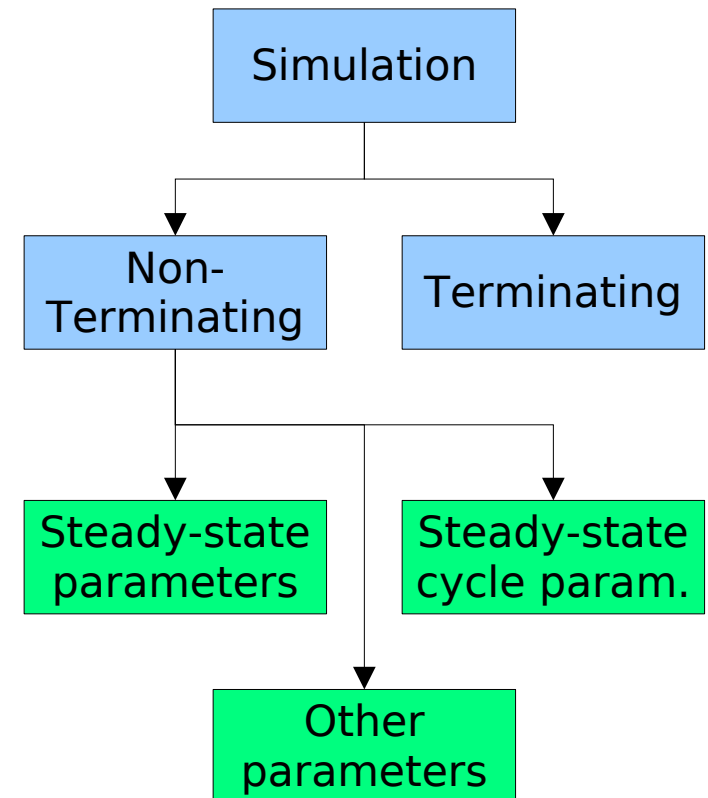 Simulation
Non-
Terminating
Terminating
Steady-state
parameters
Steady-state
cycle param.
Other
parameters